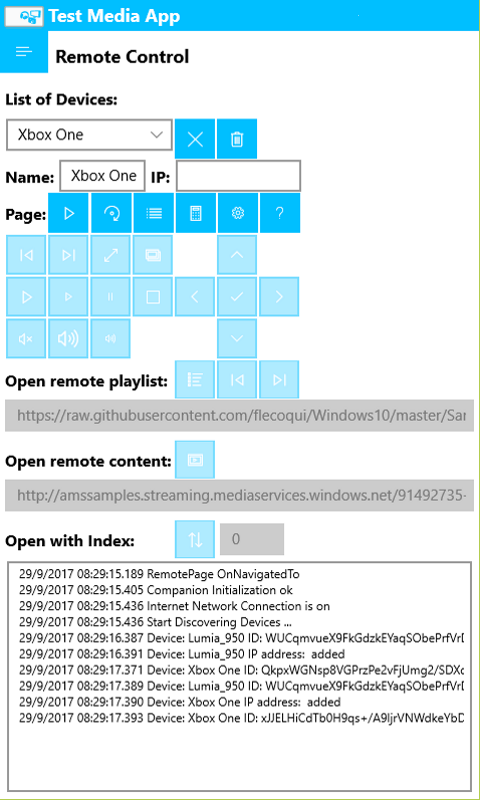 Test Media App
Remote Control
List of Devices:
Xbox One
Name: Xbox One IP:
Page: ?
Open remote playlist:
https://raw.githubusercontent.com/flecoqui/Windows10/master/Sar
Open remote content:
http://amssamples.streaming.mediaservices.windows.net/91492735-
Open with Index: 0
29/9/2017 08:29:15.189 RemotePage OnNavigatedTo
29/9/2017 08:29:15.405 Companion Initialization ok
29/9/2017 08:29:15.436 Internet Network Connection is on
29/9/2017 08:29:15.436 Start Discovering Devices ...
29/9/2017 08:29:16.387 Device: Lumia_950 ID: WUCqmvueX9FkGdzkEYaqSObePrfVrD
29/9/2017 08:29:16.391 Device: Lumia_950 IP address:  added
29/9/2017 08:29:17.371 Device: Xbox One ID: QkpxWGNsp8VGPrzPe2vFjUmg2/SDXc
29/9/2017 08:29:17.389 Device: Lumia_950 ID: WUCqmvueX9FkGdzkEYaqSObePrfVrD
29/9/2017 08:29:17.390 Device: Xbox One IP address:  added
29/9/2017 08:29:17.393 Device: Xbox One ID: xJJELHiCdTb0H9qs+/A9IjrVNWdkeYbD